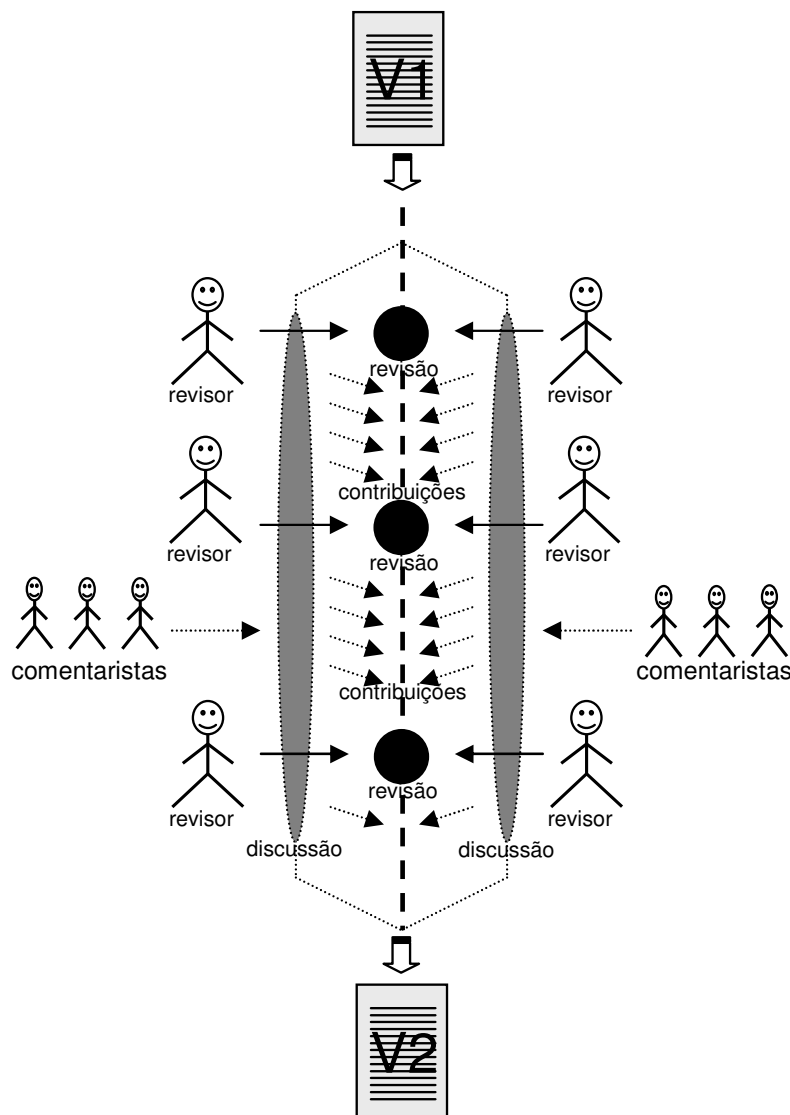 V1
revisão
revisor
revisor
contribuições
revisão
revisor
revisor
comentaristas
comentaristas
contribuições
revisão
revisor
revisor
discussão
discussão
V2